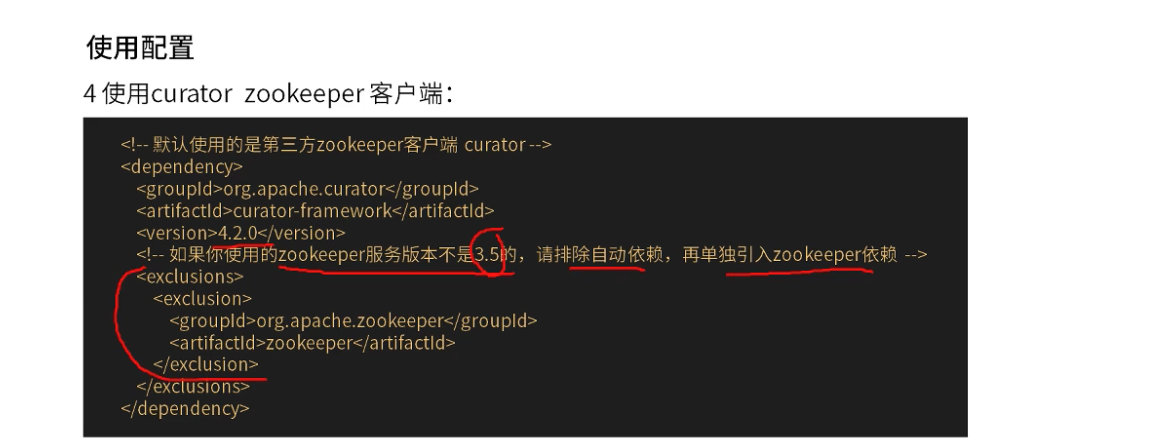 使用配置
4 使用curator zookeeper 客户端：
<!-- 默认使用的是第三方zookeeper客户端 curator -->
<dependency>
<groupId>org.apache.curator</groupId>
<artifactId>curator-framework</artifactId>
<version>4.2.0</version>
<!-- 如果你使用的zookeeper服务版本不是3.5的，请排除自动依赖，再单独引入zookeeper依赖 -->
<exclusions>
<exclusion>
<groupId>org.apache.zookeeper</groupId>
<artifactId>zookeeper</artifactId>
</exclusion>
</exclusions>
</dependency>